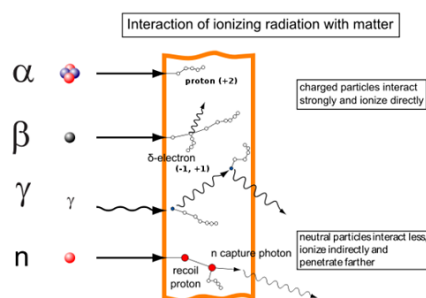 Interaction of ionizing radiation with matter
α
proton (+2)
charged particles interact
strongly and ionize directly
β
δ-electron
(-1, +1)
γ
γ
n capture photon
neutral particles interact less,
ionize indirectly and
penetrate farther
n
recoil
proton